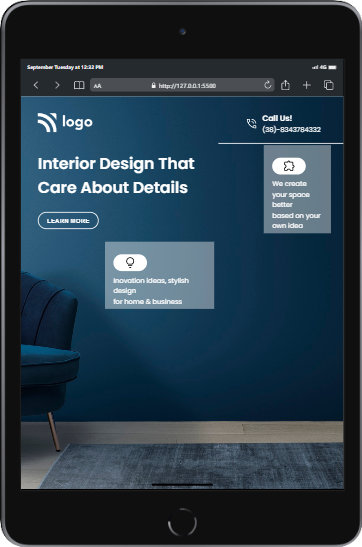 September Tuesday at 12:33 PM
4G
AA
http://127.0.0.1:5500
logo
Call Us!
(38)-8343784332
Interior Design That
Care About Details
LEARN MORE
We create
your space
better
based on your
own idea
Inovation ideas, stylish
design
for home & business